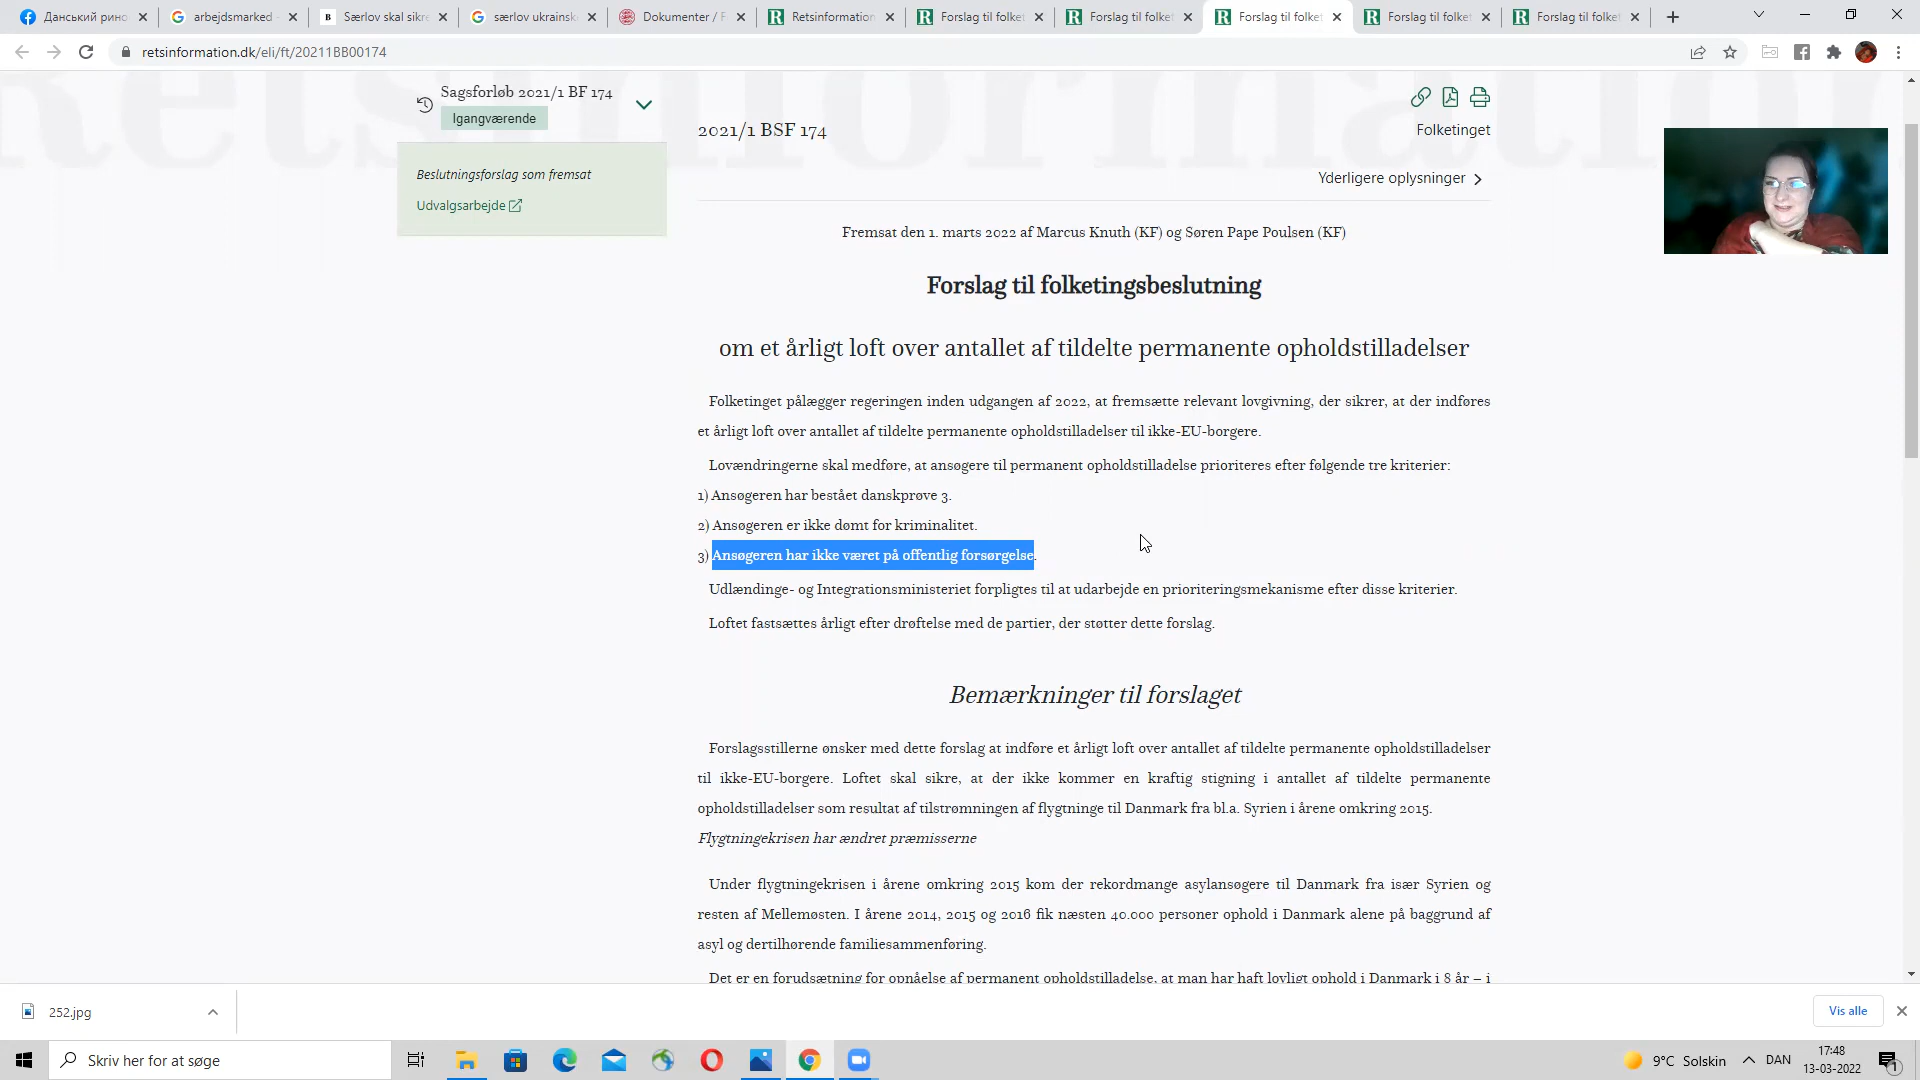 Данський рино
arbejdsmarked -
Særlov skal sikre
særlov ukrainsk
Dokumenter / F
Retsinformation
Forslag til folket
Forslag til folket
Forslag til folket
Forslag til folket
Forslag til folket
retsinformation.dk/eli/ft/20211BB00174
Retsinformation
Sagsforløb 2021/1 BF 174
Igangværende
Beslutningsforslag som fremsat
Udvalgsarbejde
2021/1 BSF 174
Folketinget
Yderligere oplysninger
Fremsat den 1. marts 2022 af Marcus Knuth (KF) og Søren Pape Poulsen (KF)
Forslag til folketingsbeslutning
om et årligt loft over antallet af tildelte permanente opholdstilladelser
Folketinget pålægger regeringen inden udgangen af 2022, at fremsætte relevant lovgivning, der sikrer, at der indføres
et årligt loft over antallet af tildelte permanente opholdstilladelser til ikke-EU-borgere.
Lovændringerne skal medføre, at ansøgere til permanent opholdstilladelse prioriteres efter følgende tre kriterier:
1) Ansøgeren har bestået danskprøve 3.
2) Ansøgeren er ikke dømt for kriminalitet.
3) Ansøgeren har ikke været på offentlig forsørgelse.
Udlændinge- og Integrationsministeriet forpligtes til at udarbejde en prioriteringsmekanisme efter disse kriterier.
Loftet fastsættes årligt efter drøftelse med de partier, der støtter dette forslag.
Bemærkninger til forslaget
Forslagsstillerne ønsker med dette forslag at indføre et årligt loft over antallet af tildelte permanente opholdstilladelser
til ikke-EU-borgere. Loftet skal sikre, at der ikke kommer en kraftig stigning i antallet af tildelte permanente
opholdstilladelser som resultat af tilstrømningen af flygtninge til Danmark fra bl.a. Syrien i årene omkring 2015.
Flygtningekrisen har ændret præmisserne
Under flygtningekrisen i årene omkring 2015 kom der rekordmange asylansøgere til Danmark fra især Syrien og
resten af Mellemøsten. I årene 2014, 2015 og 2016 fik næsten 40.000 personer ophold i Danmark alene på baggrund af
asyl og dertilhørende familiesammenføring.
Det er en forudsætning for opnåelse af permanent opholdstilladelse, at man har haft lovligt ophold i Danmark i 8 år – i
252.jpg
Vis alle
Skriv her for at søge
9°C Solskin
DAN
17:48
13-03-2022
1